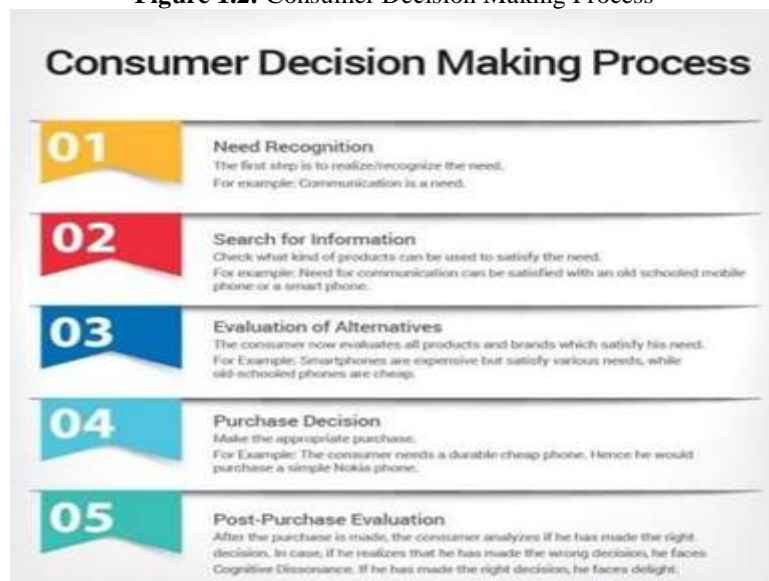 Figure 1.2: Consumer Decision Making Process
Consumer Decision Making Process
01
Need Recognition
The first step is to realize/recognize the need.
For example: Communication is a need.
02
Search for Information
Check what kind of products can be used to satisfy the need.
For example: Need for communication can be satisfied with an old schooled mobile
phone or a smart phone.
03
Evaluation of Alternatives
The consumer now evaluates all products and brands which satisfy his need.
For Example: Smartphones are expensive but satisfy various needs, while
old-schooled phones are cheap.
04
Purchase Decision
Make the appropriate purchase.
For Example: The consumer needs a durable cheap phone. Hence he would
purchase a simple Nokia phone.
05
Post-Purchase Evaluation
After the purchase is made, the consumer analyzes if he has made the right
decision. In case, if he realizes that he has made the wrong decision, he faces
Cognitive Dissonance. If he has made the right decision, he faces delight.